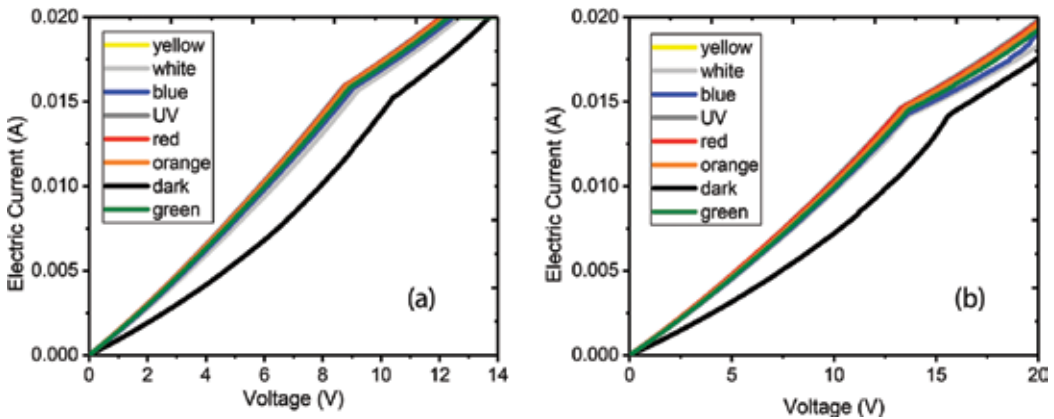 0.020
0.015
0.010
0.005
0.000
Electric Current (A)
yellow
white
blue
UV
red
orange
dark
green
(a)
0 2 4 6 8 10 12 14
Voltage (V)
0.020
0.015
0.010
0.005
0.000
Electric Current (A)
yellow
white
blue
UV
red
orange
dark
green
(b)
0 5 10 15 20
Voltage (V)